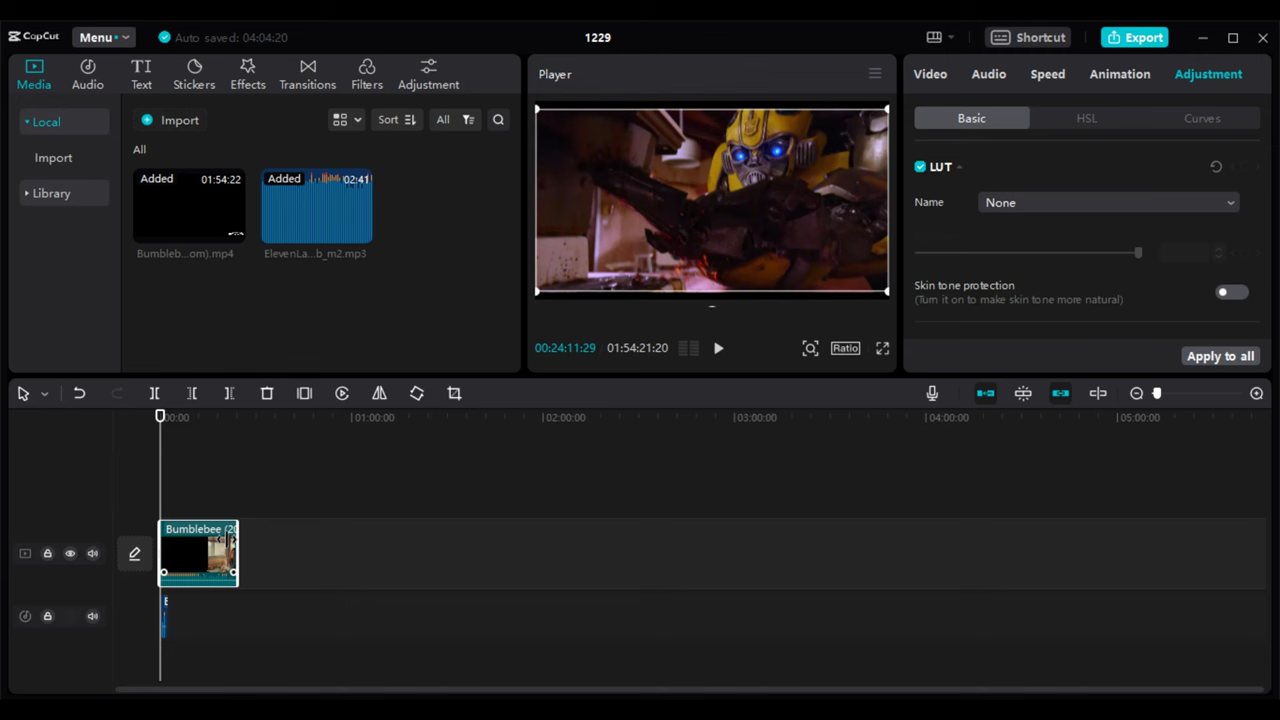 CapCut
Menu
Auto saved: 04:04:20
1229
Shortcut
Export
Media
Audio
Text
Stickers
Effects
Transitions
Filters
Adjustment
Player
Video
Audio
Speed
Animation
Adjustment
Local
Import
Library
Import
Sort
All
All
Added 01:54:22
Added 02:41
Bumbleb...om).mp4
ElevenLa...b_m2.mp3
Basic
HSL
Curves
LUT
Name
None
Skin tone protection
(Turn it on to make skin tone more natural)
00:24:11:29
01:54:21:20
Ratio
Apply to all
00:00
01:00:00
02:00:00
03:00:00
04:00:00
05:00:00
Bumblebee (20
E